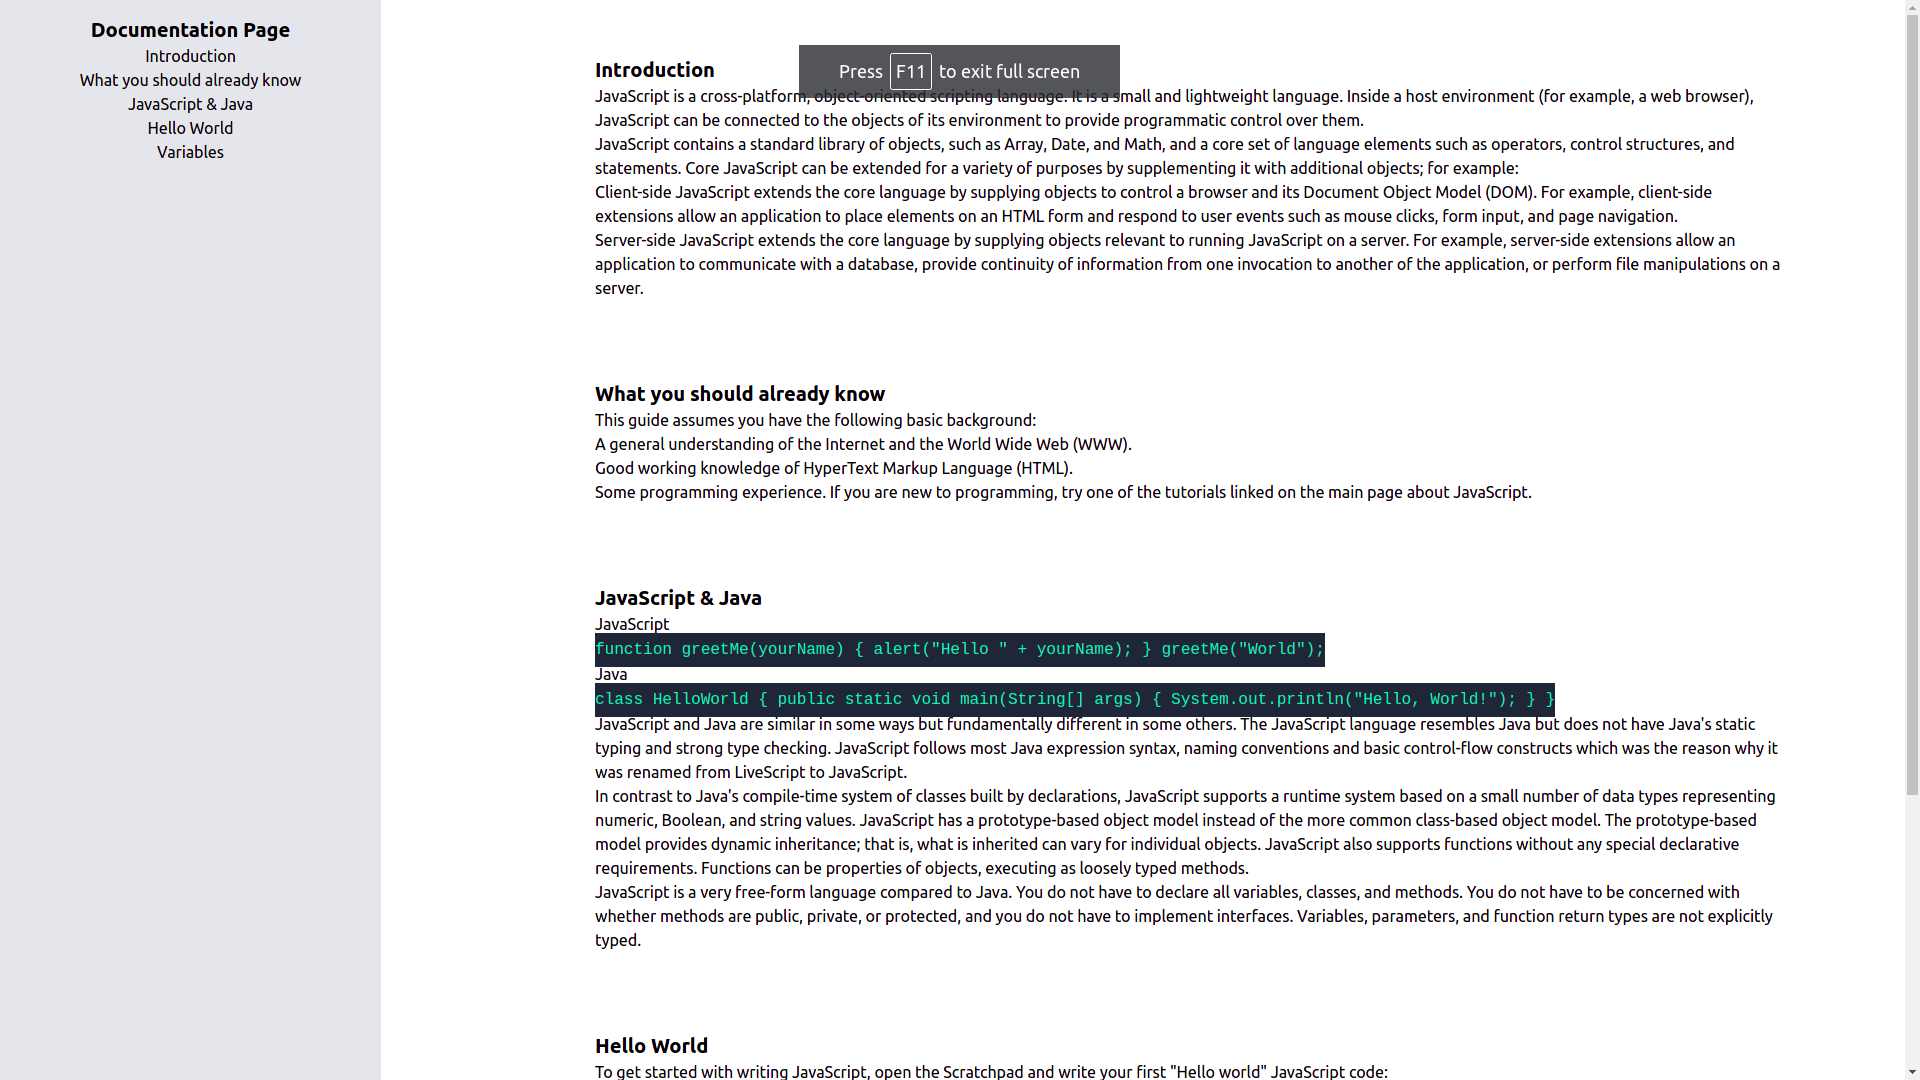 Documentation Page
Introduction
What you should already know
JavaScript & Java
Hello World
Variables
Press F11 to exit full screen
Introduction
JavaScript is a cross-platform, object-oriented scripting language. It is a small and lightweight language. Inside a host environment (for example, a web browser),
JavaScript can be connected to the objects of its environment to provide programmatic control over them.
JavaScript contains a standard library of objects, such as Array, Date, and Math, and a core set of language elements such as operators, control structures, and
statements. Core JavaScript can be extended for a variety of purposes by supplementing it with additional objects; for example:
Client-side JavaScript extends the core language by supplying objects to control a browser and its Document Object Model (DOM). For example, client-side
extensions allow an application to place elements on an HTML form and respond to user events such as mouse clicks, form input, and page navigation.
Server-side JavaScript extends the core language by supplying objects relevant to running JavaScript on a server. For example, server-side extensions allow an
application to communicate with a database, provide continuity of information from one invocation to another of the application, or perform file manipulations on a
server.
What you should already know
This guide assumes you have the following basic background:
A general understanding of the Internet and the World Wide Web (WWW).
Good working knowledge of HyperText Markup Language (HTML).
Some programming experience. If you are new to programming, try one of the tutorials linked on the main page about JavaScript.
JavaScript & Java
JavaScript
function greetMe(yourName) { alert("Hello " + yourName); } greetMe("World");
Java
class HelloWorld { public static void main(String[] args) { System.out.println("Hello, World!"); } }
JavaScript and Java are similar in some ways but fundamentally different in some others. The JavaScript language resembles Java but does not have Java's static
typing and strong type checking. JavaScript follows most Java expression syntax, naming conventions and basic control-flow constructs which was the reason why it
was renamed from LiveScript to JavaScript.
In contrast to Java's compile-time system of classes built by declarations, JavaScript supports a runtime system based on a small number of data types representing
numeric, Boolean, and string values. JavaScript has a prototype-based object model instead of the more common class-based object model. The prototype-based
model provides dynamic inheritance; that is, what is inherited can vary for individual objects. JavaScript also supports functions without any special declarative
requirements. Functions can be properties of objects, executing as loosely typed methods.
JavaScript is a very free-form language compared to Java. You do not have to declare all variables, classes, and methods. You do not have to be concerned with
whether methods are public, private, or protected, and you do not have to implement interfaces. Variables, parameters, and function return types are not explicitly
typed.
Hello World
To get started with writing JavaScript, open the Scratchpad and write your first "Hello world" JavaScript code: